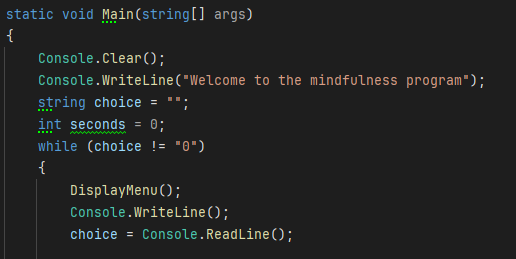 static void Main(string[] args)
{
Console.Clear();
Console.WriteLine("Welcome to the mindfulness program");
string choice = "";
int seconds = 0;
while (choice != "0")
{
DisplayMenu();
Console.WriteLine();
choice = Console.ReadLine();